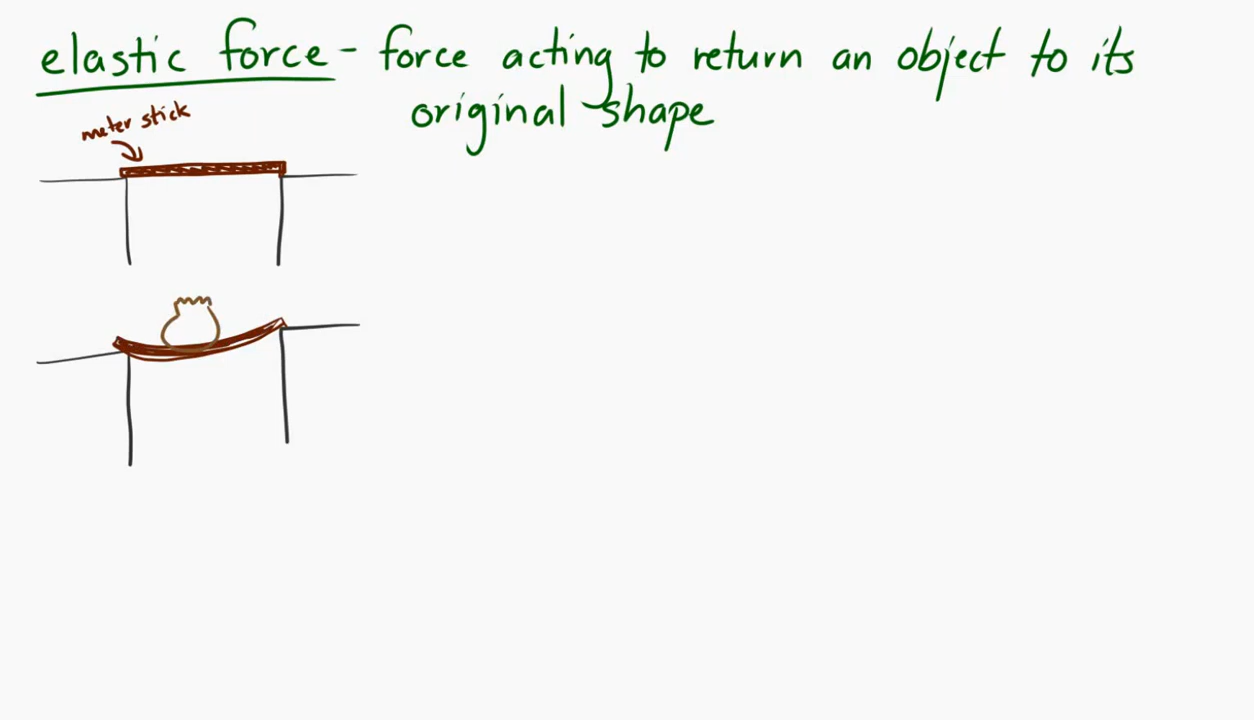 elastic force - force acting to return an object to its
original shape
meter stick